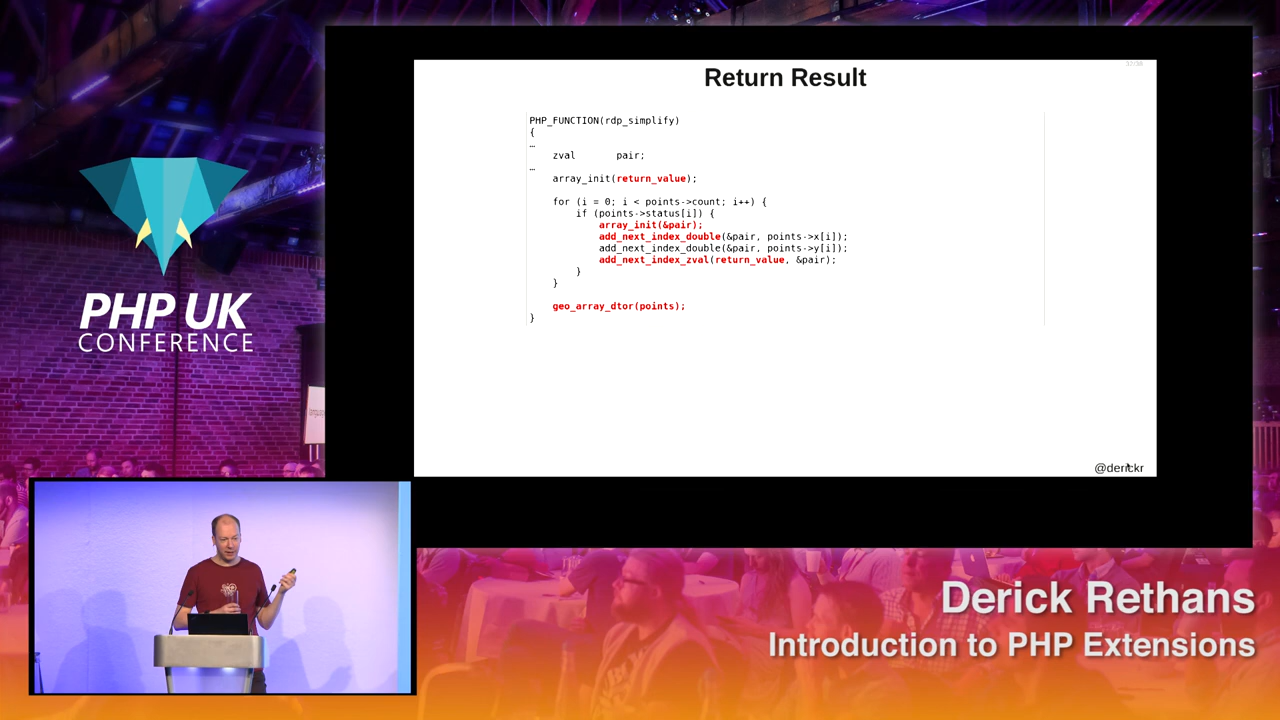 Return Result
PHP_FUNCTION(rdp_simplify)
{
…
zval pair;
…
array_init(return_value);
for (i = 0; i < points->count; i++) {
if (points->status[i]) {
array_init(&pair);
add_next_index_double(&pair, points->x[i]);
add_next_index_double(&pair, points->y[i]);
add_next_index_zval(return_value, &pair);
}
}
geo_array_dtor(points);
}
@derickr
PHP UK
CONFERENCE
Derick Rethans
Introduction to PHP Extensions